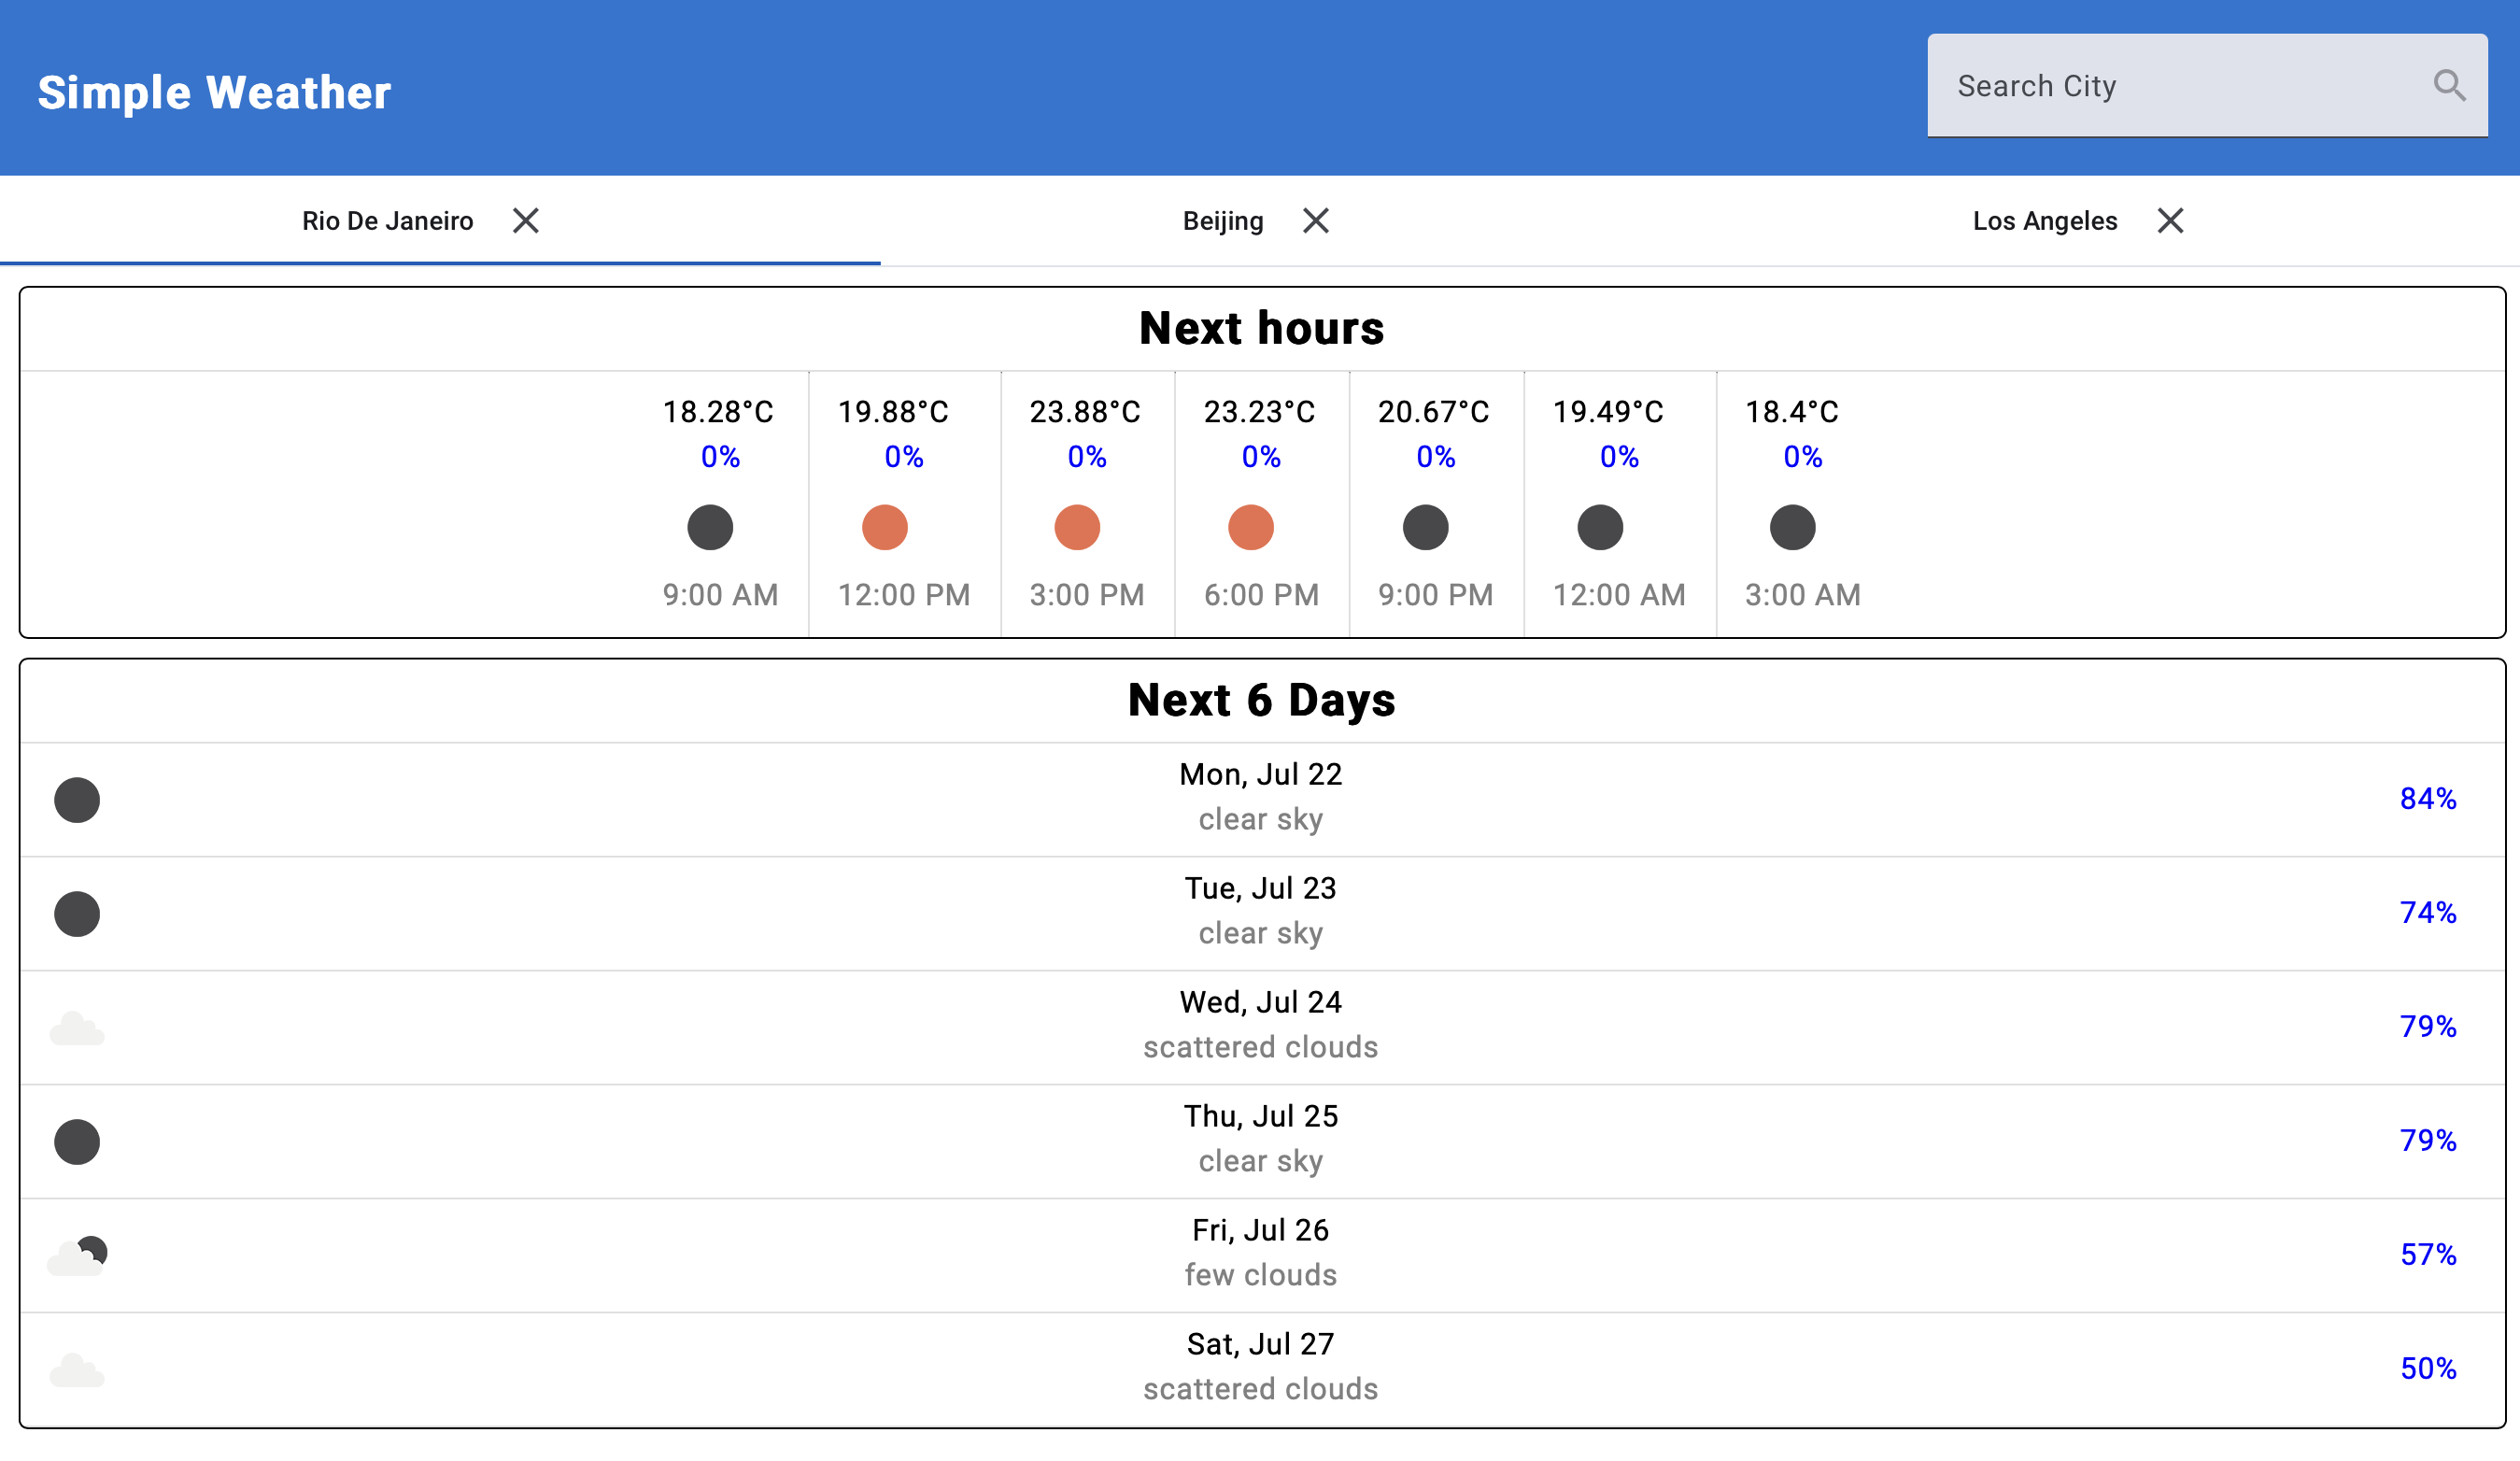 Simple Weather
Search City
Rio De Janeiro
Beijing
Los Angeles
Next hours
18.28°C 19.88°C 23.88°C 23.23°C 20.67°C 19.49°C 18.4°C
0% 0% 0% 0% 0% 0% 0%
9:00 AM 12:00 PM 3:00 PM 6:00 PM 9:00 PM 12:00 AM 3:00 AM
Next 6 Days
Mon, Jul 22
clear sky
84%
Tue, Jul 23
clear sky
74%
Wed, Jul 24
scattered clouds
79%
Thu, Jul 25
clear sky
79%
Fri, Jul 26
few clouds
57%
Sat, Jul 27
scattered clouds
50%